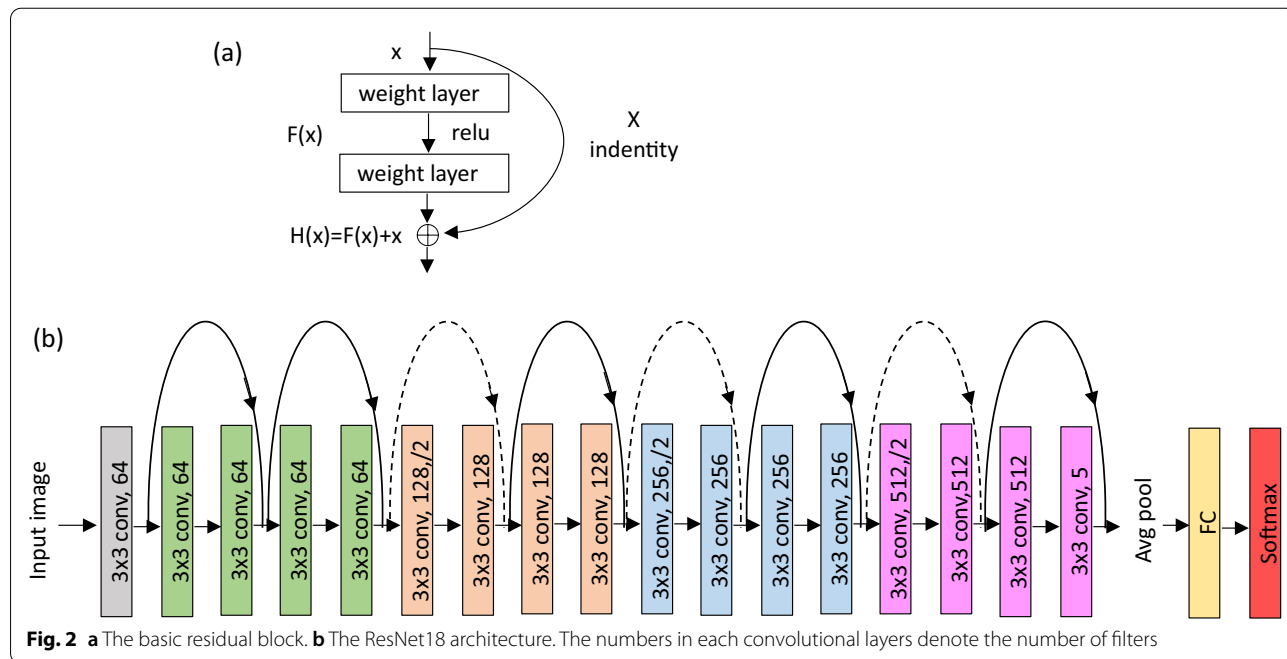 (a)
x
weight layer
F(x)
relu
X
indentity
weight layer
H(x)=F(x)+x
(b)
Input image
3x3 conv, 64
3x3 conv, 64
3x3 conv, 64
3x3 conv, 64
3x3 conv, 64
3x3 conv, 128,/2
3x3 conv, 128
3x3 conv, 128
3x3 conv, 128
3x3 conv, 256,/2
3x3 conv, 256
3x3 conv, 256
3x3 conv, 256
3x3 conv, 512,/2
3x3 conv,512
3x3 conv, 512
3x3 conv, 5
Avg pool
FC
Softmax
Fig. 2 a The basic residual block. b The ResNet18 architecture. The numbers in each convolutional layers denote the number of filters